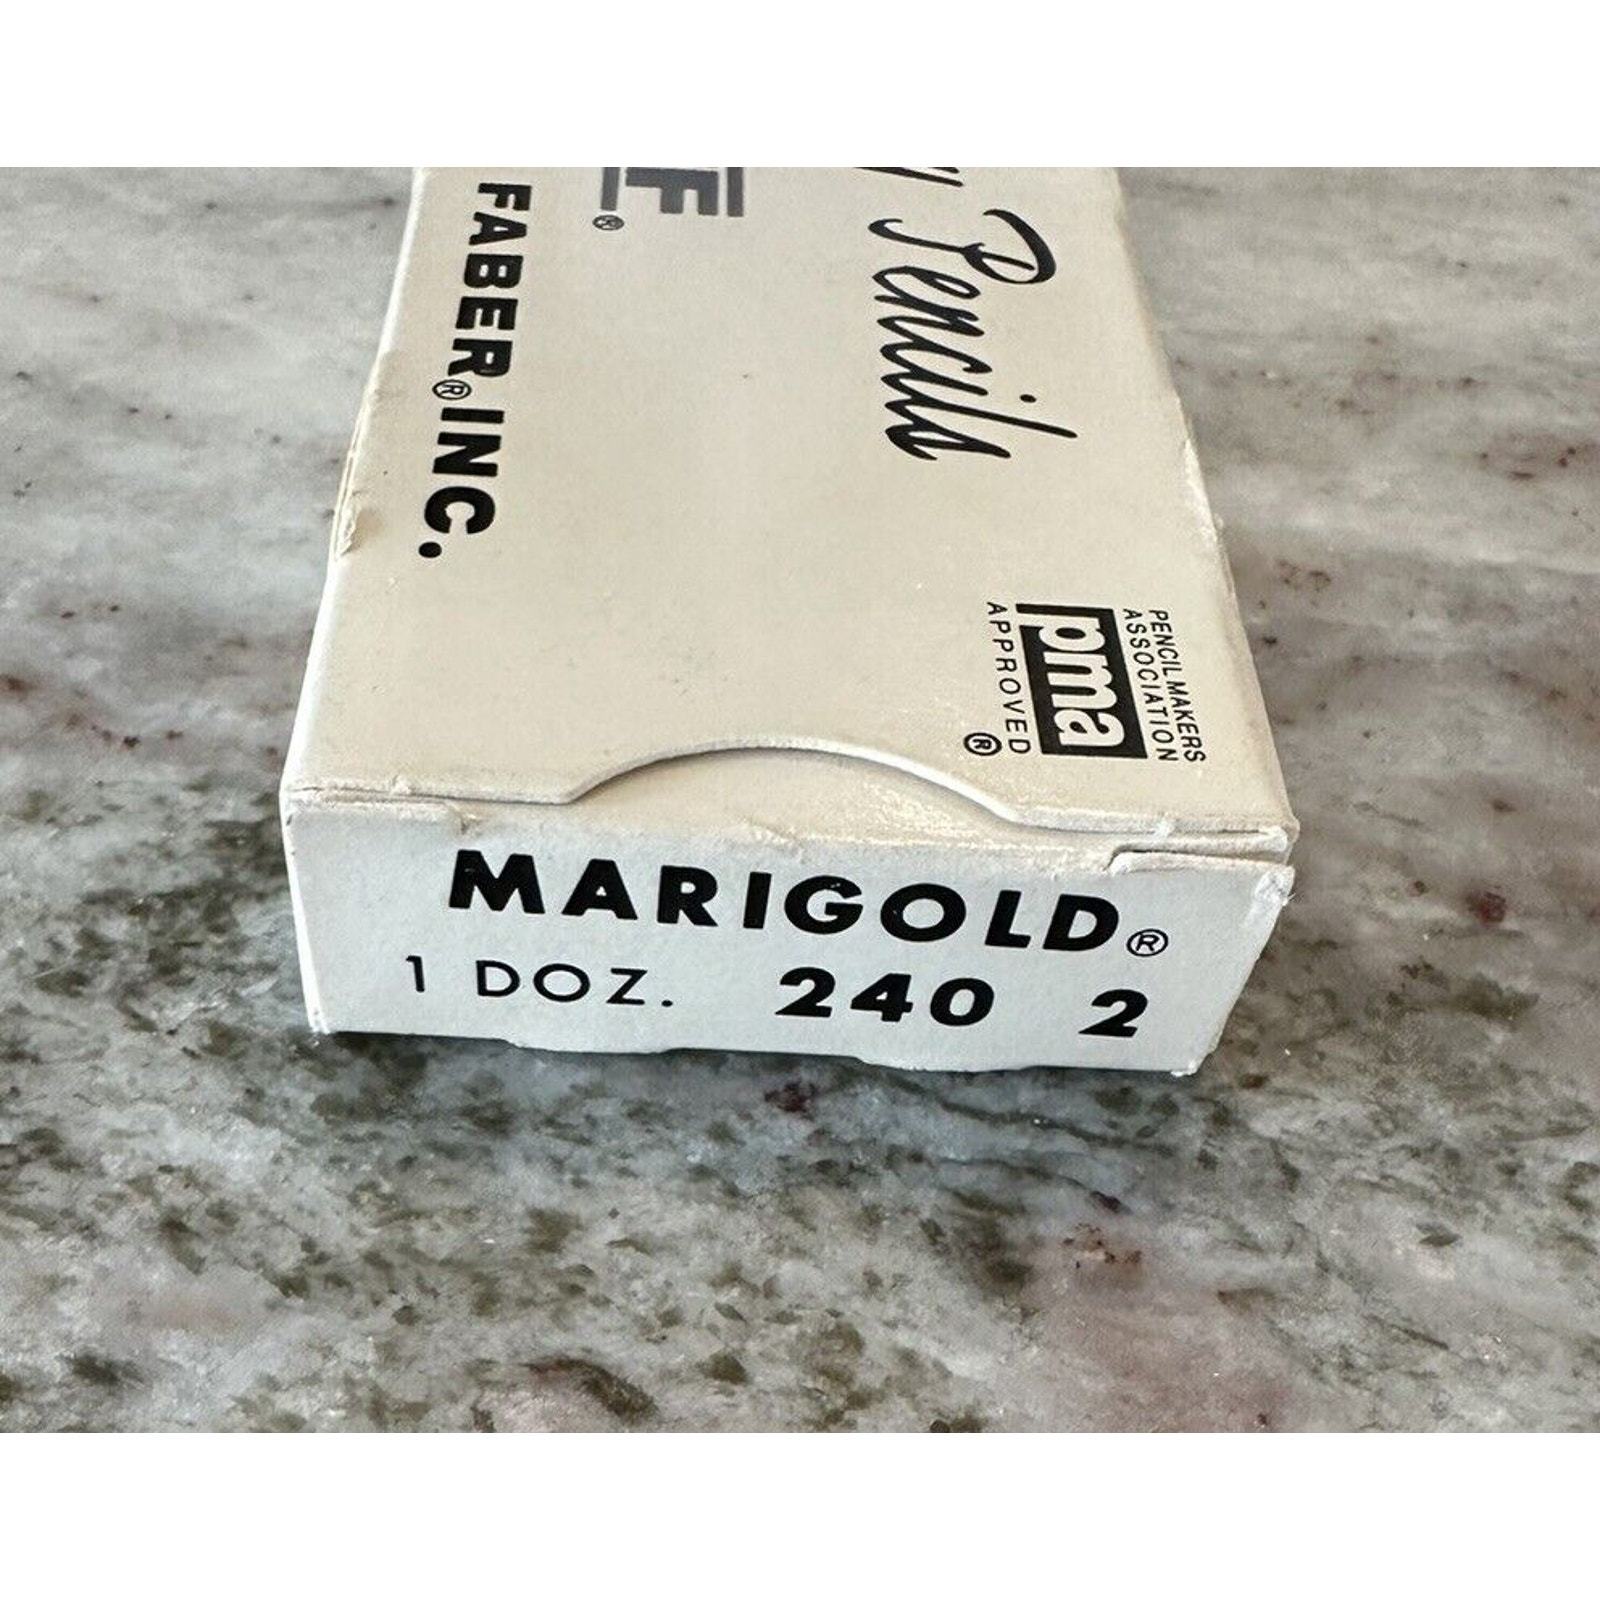 Pencils
F®
FABER® INC.
PENCIL MAKERS
ASSOCIATION
pma
APPROVED
®
MARIGOLD®
1 DOZ. 240 2